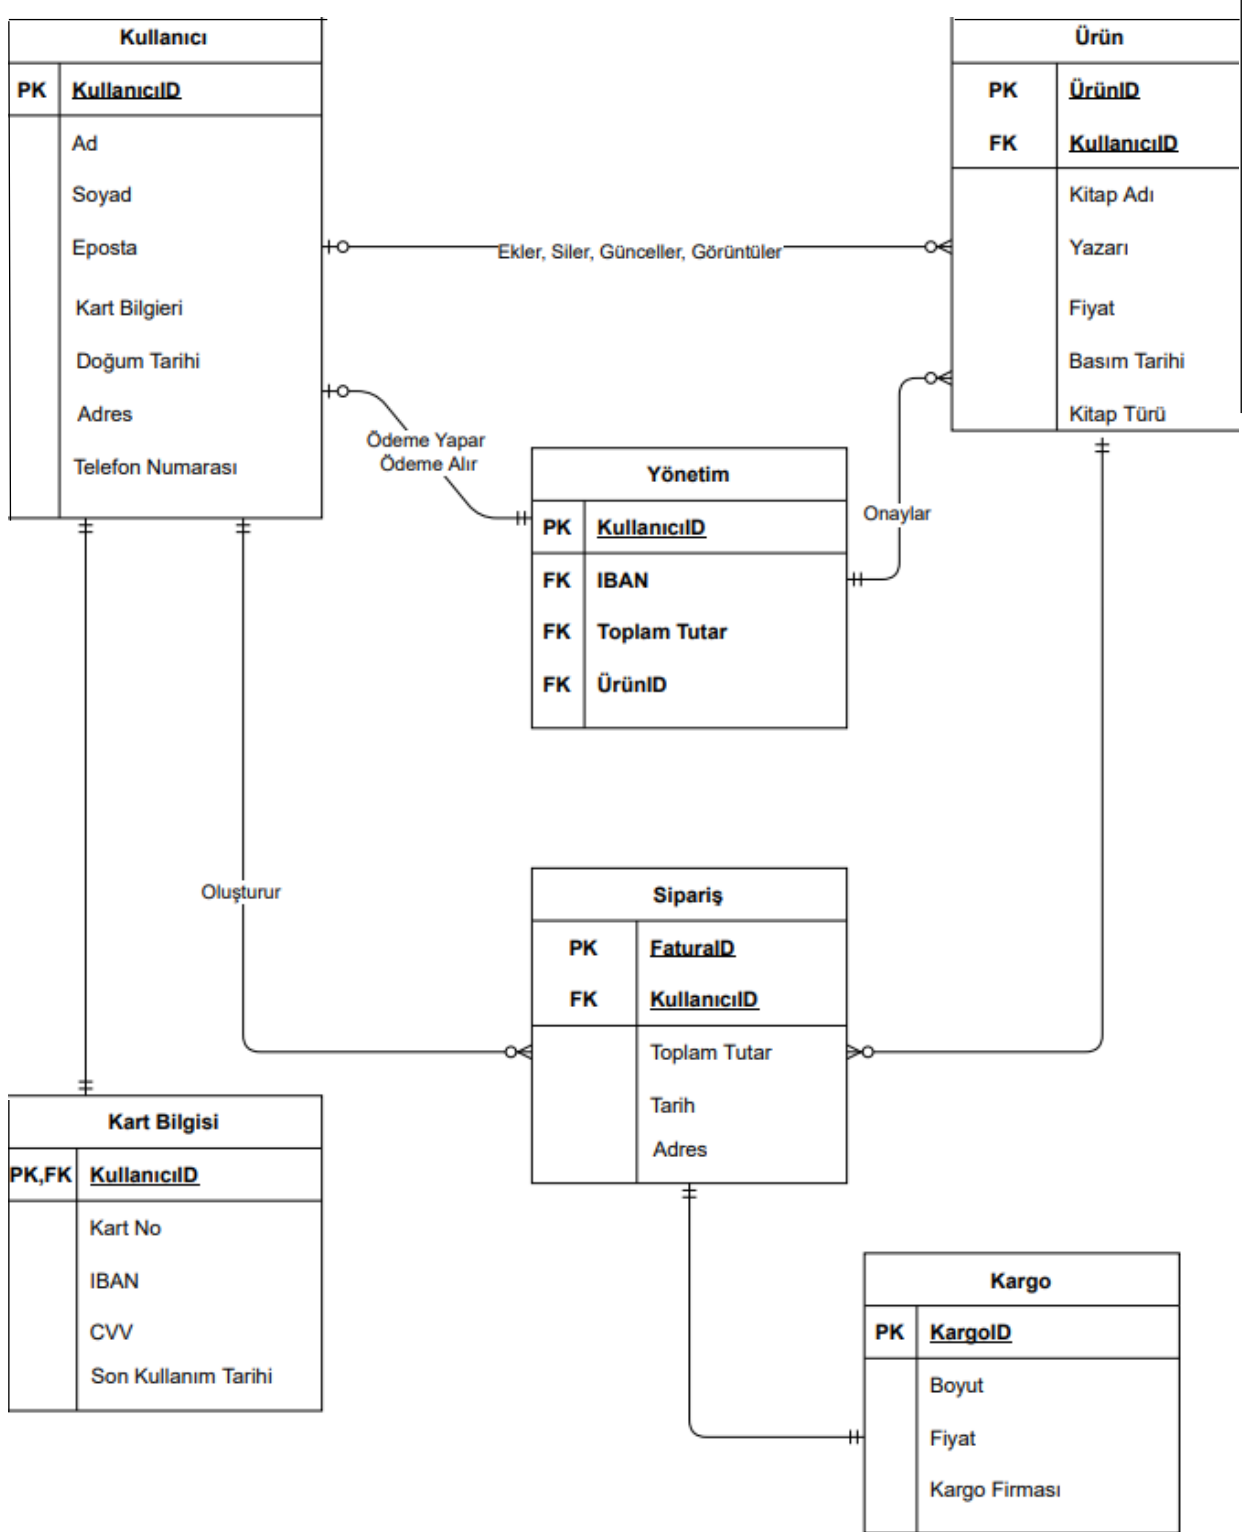 Kullanıcı
PK KullanıcıID
Ad
Soyad
Eposta
Kart Bilgieri
Doğum Tarihi
Adres
Telefon Numarası
Ürün
PK ÜrünID
FK KullanıcıID
Kitap Adı
Yazarı
Fiyat
Basım Tarihi
Kitap Türü
Ekler, Siler, Günceller, Görüntüler
Ödeme Yapar
Ödeme Alır
Yönetim
PK KullanıcıID
FK IBAN
FK Toplam Tutar
FK ÜrünID
Onaylar
Oluşturur
Sipariş
PK FaturaID
FK KullanıcıID
Toplam Tutar
Tarih
Adres
Kart Bilgisi
PK,FK KullanıcıID
Kart No
IBAN
CVV
Son Kullanım Tarihi
Kargo
PK KargoID
Boyut
Fiyat
Kargo Firması